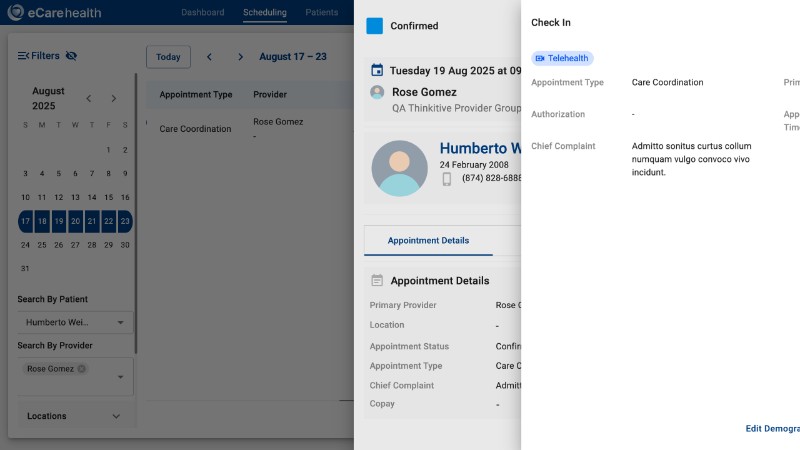 eCarehealth
Dashboard
Scheduling
Patients
Filters
Today
August 17 – 23
August
2025
S M T W T F S
1 2
3 4 5 6 7 8 9
10 11 12 13 14 15 16
17 18 19 20 21 22 23
24 25 26 27 28 29 30
31
Search By Patient
Humberto Wei...
Search By Provider
Rose Gomez
Locations
Appointment Type
Provider
Care Coordination
Rose Gomez
-
Confirmed
Tuesday 19 Aug 2025 at 09
Rose Gomez
QA Thinkitive Provider Group
Humberto W
24 February 2008
(874) 828-6888
Appointment Details
Appointment Details
Primary Provider Rose G
Location -
Appointment Status Confir
Appointment Type Care C
Chief Complaint Admitt
Copay -
Check In
Telehealth
Appointment Type Care Coordination Prim
Authorization - App
Time
Chief Complaint Admitto sonitus curtus collum
numquam vulgo convoco vivo
incidunt.
Edit Demogra